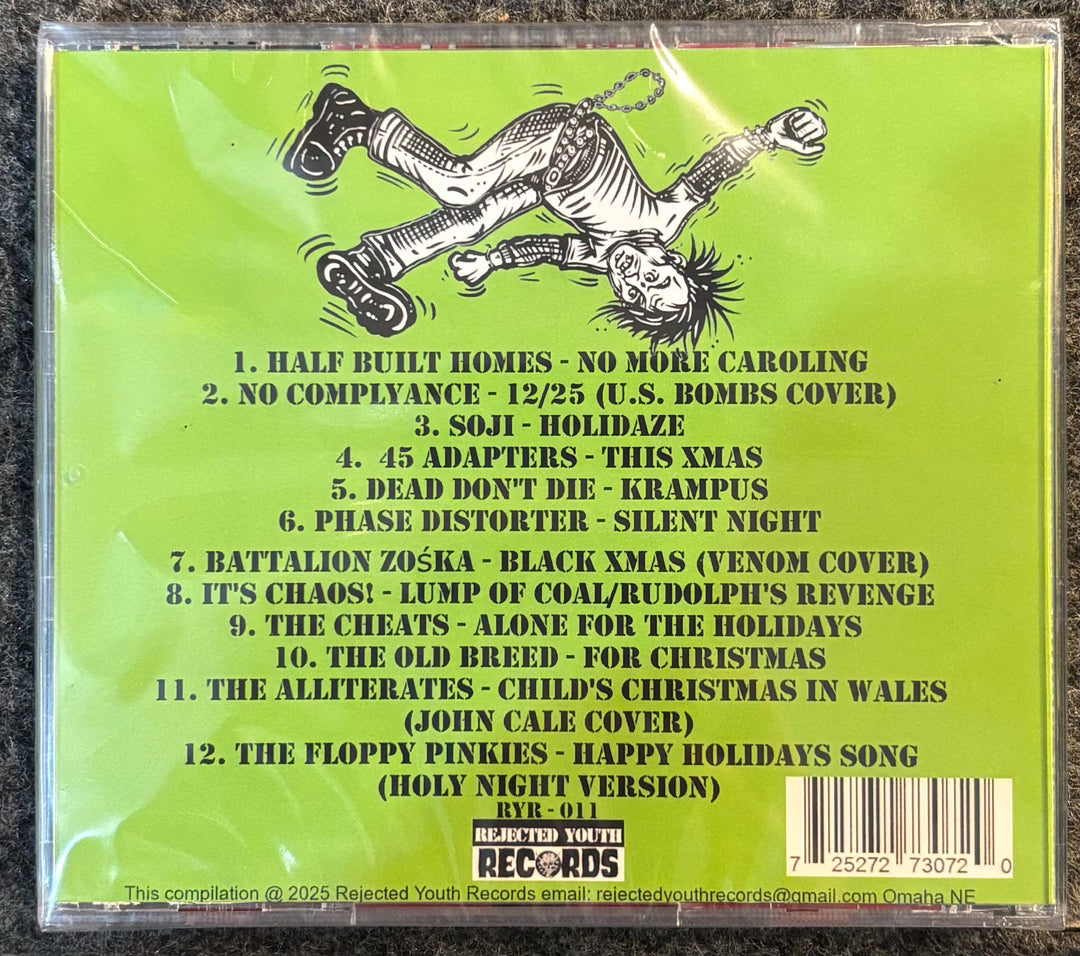 1. HALF BUILT HOMES - NO MORE CAROLING
2. NO COMPLYANCE - 12/25 (U.S. BOMBS COVER)
3. SOJI - HOLIDAZE
4. 45 ADAPTERS - THIS XMAS
5. DEAD DON'T DIE - KRAMPUS
6. PHASE DISTORTER - SILENT NIGHT
7. BATTALION ZOśKA - BLACK XMAS (VENOM COVER)
8. IT'S CHAOS! - LUMP OF COAL/RUDOLPH'S REVENGE
9. THE CHEATS - ALONE FOR THE HOLIDAYS
10. THE OLD BREED - FOR CHRISTMAS
11. THE ALLITERATES - CHILD'S CHRISTMAS IN WALES
(JOHN CALE COVER)
12. THE FLOPPY PINKIES - HAPPY HOLIDAYS SONG
(HOLY NIGHT VERSION)
RYR - 011
REJECTED YOUTH
RECORDS
7 25272 73072 0
This compilation @ 2025 Rejected Youth Records email: rejectedyouthrecords@gmail.com Omaha NE